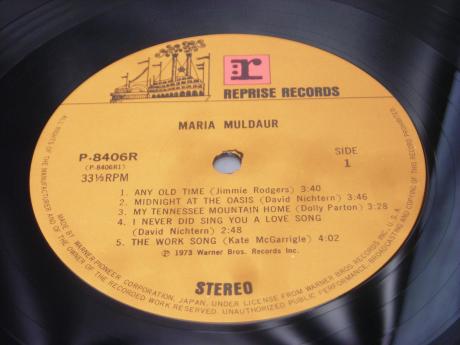 r
REPRISE RECORDS
MARIA MULDAUR
P-8406R
(P-8406R1)
33⅓RPM
SIDE
1
1. ANY OLD TIME (Jimmie Rodgers) 3:40
2. MIDNIGHT AT THE OASIS (David Nichtern) 3:46
3. MY TENNESSEE MOUNTAIN HOME (Dolly Parton) 3:28
4. I NEVER DID SING YOU A LOVE SONG
(David Nichtern) 2:48
5. THE WORK SONG (Kate McGarrigle) 4:02
Ⓟ 1973 Warner Bros. Records Inc.
STEREO
MADE BY WARNER-PIONEER CORPORATION, JAPAN, UNDER LICENSE FROM WARNER BROS. RECORDS INC., U.S.A.
ALL RIGHTS OF THE MANUFACTURER AND OF THE OWNER OF THE RECORDED WORK RESERVED. UNAUTHORIZED PUBLIC PERFORMANCE, BROADCASTING AND COPYING OF THIS RECORD PROHIBITED